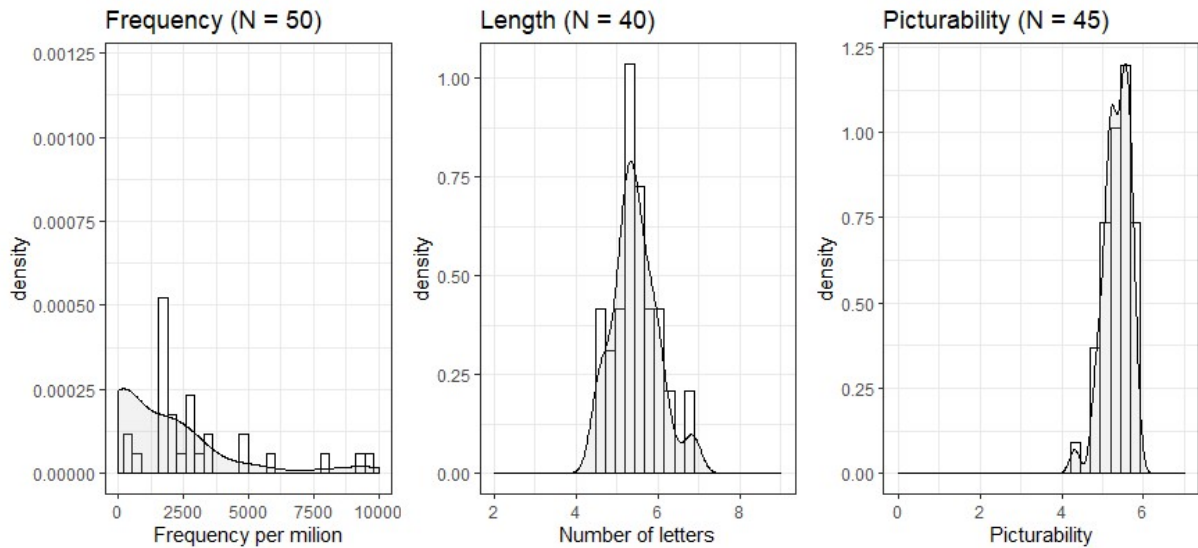 Frequency (N = 50)
0.00125
0.00100
0.00075
0.00050
0.00025
0.00000
density
0 2500 5000 7500 10000
Frequency per milion
Length (N = 40)
1.00
0.75
0.50
0.25
0.00
density
2 4 6 8
Number of letters
Picturability (N = 45)
1.25
1.00
0.75
0.50
0.25
0.00
density
0 2 4 6
Picturability